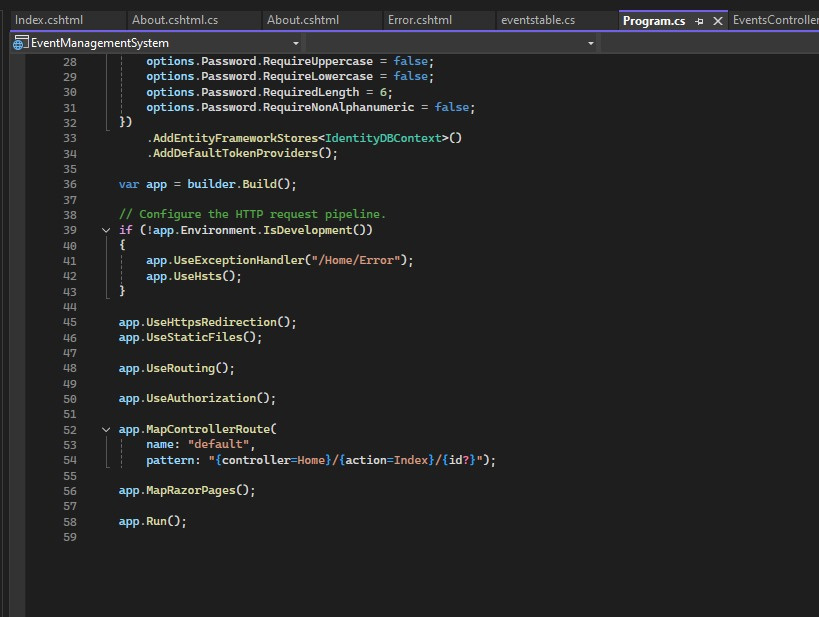 Index.cshtml About.cshtml.cs About.cshtml Error.cshtml eventstable.cs Program.cs EventsController
EventManagementSystem
28 options.Password.RequireUppercase = false;
29 options.Password.RequireLowercase = false;
30 options.Password.RequiredLength = 6;
31 options.Password.RequireNonAlphanumeric = false;
32 })
33 .AddEntityFrameworkStores<IdentityDBContext>()
34 .AddDefaultTokenProviders();
35
36 var app = builder.Build();
37
38 // Configure the HTTP request pipeline.
39 if (!app.Environment.IsDevelopment())
40 {
41 app.UseExceptionHandler("/Home/Error");
42 app.UseHsts();
43 }
44
45 app.UseHttpsRedirection();
46 app.UseStaticFiles();
47
48 app.UseRouting();
49
50 app.UseAuthorization();
51
52 app.MapControllerRoute(
53 name: "default",
54 pattern: "{controller=Home}/{action=Index}/{id?}");
55
56 app.MapRazorPages();
57
58 app.Run();
59